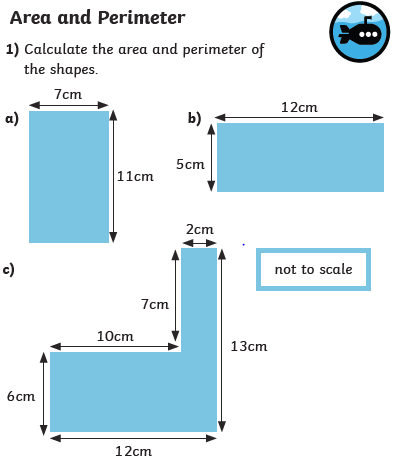 Area and Perimeter
1) Calculate the area and perimeter of
the shapes.
7cm
a)
11cm
b)
12cm
5cm
c)
2cm
7cm
not to scale
10cm
13cm
6cm
12cm